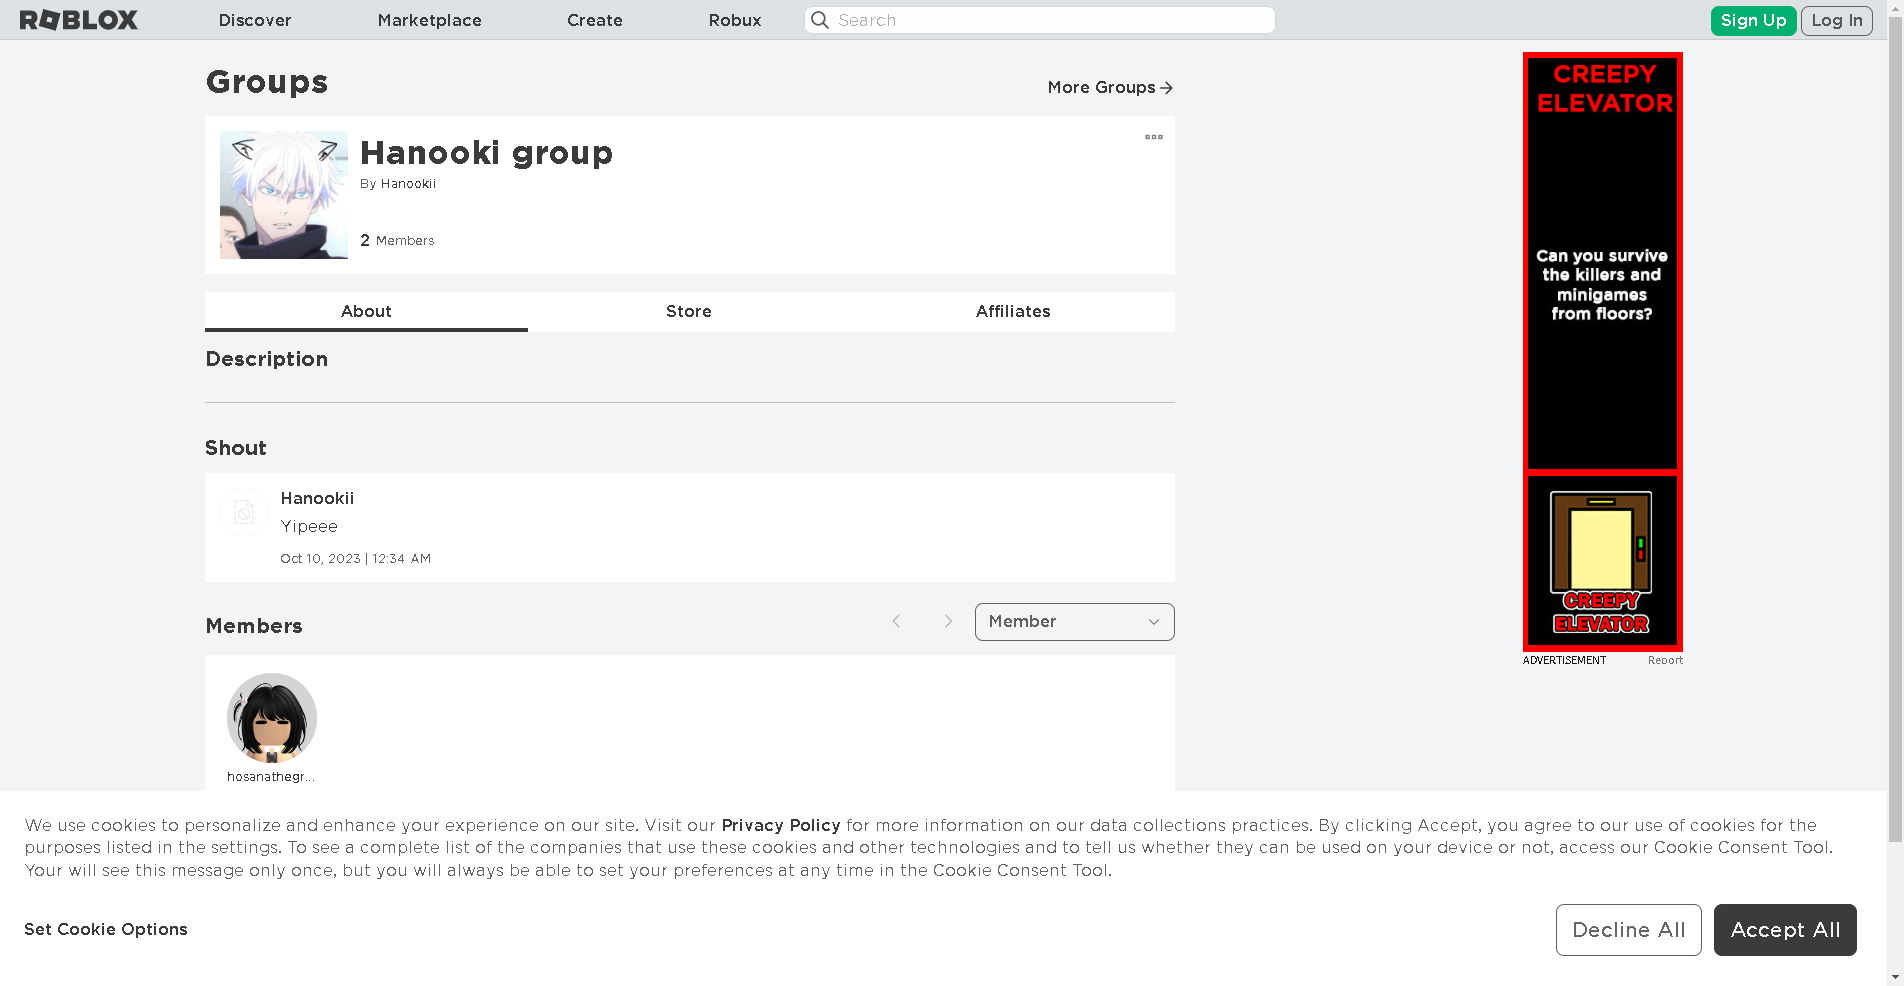 ROBLOX
Discover
Marketplace
Create
Robux
Search
Sign Up
Log In
Groups
More Groups
Hanooki group
By Hanookii
2 Members
About
Store
Affiliates
Description
Shout
Hanookii
Yipeee
Oct 10, 2023 | 12:34 AM
Members
Member
hosanathegr...
CREEPY
ELEVATOR
Can you survive
the killers and
minigames
from floors?
CREEPY
ELEVATOR
ADVERTISEMENT
Report
We use cookies to personalize and enhance your experience on our site. Visit our Privacy Policy for more information on our data collections practices. By clicking Accept, you agree to our use of cookies for the
purposes listed in the settings. To see a complete list of the companies that use these cookies and other technologies and to tell us whether they can be used on your device or not, access our Cookie Consent Tool.
Your will see this message only once, but you will always be able to set your preferences at any time in the Cookie Consent Tool.
Set Cookie Options
Decline All
Accept All